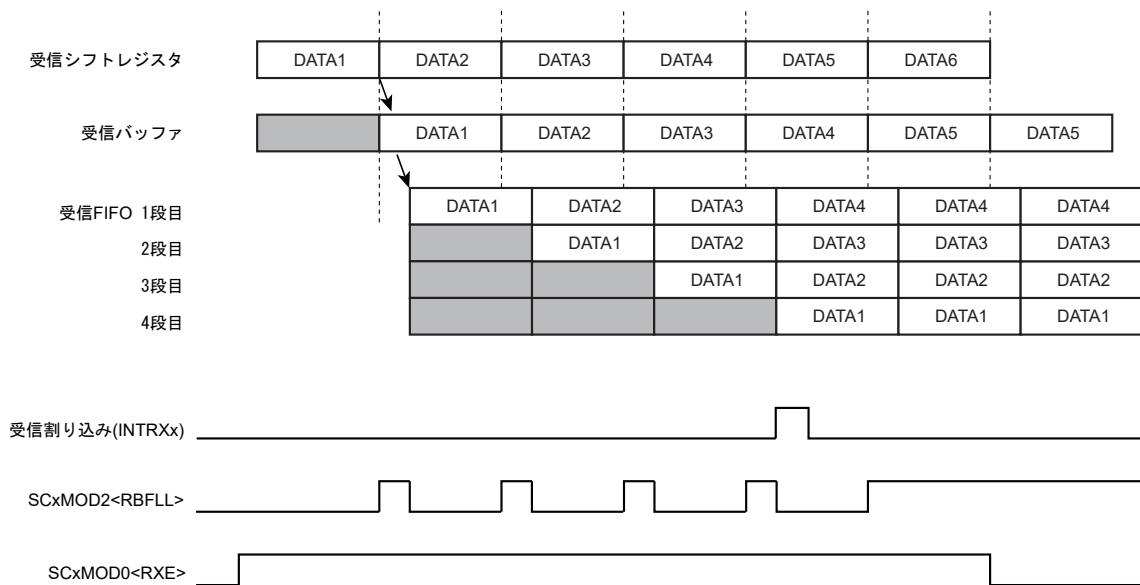 受信シフトレジスタ DATA1 DATA2 DATA3 DATA4 DATA5 DATA6
受信バッファ DATA1 DATA2 DATA3 DATA4 DATA5 DATA5
受信FIFO 1段目 DATA1 DATA2 DATA3 DATA4 DATA4 DATA4
2段目 DATA1 DATA2 DATA3 DATA3 DATA3
3段目 DATA1 DATA2 DATA2 DATA2
4段目 DATA1 DATA1 DATA1
受信割り込み(INTRXx)
SCxMOD2<RBFLL>
SCxMOD0<RXE>